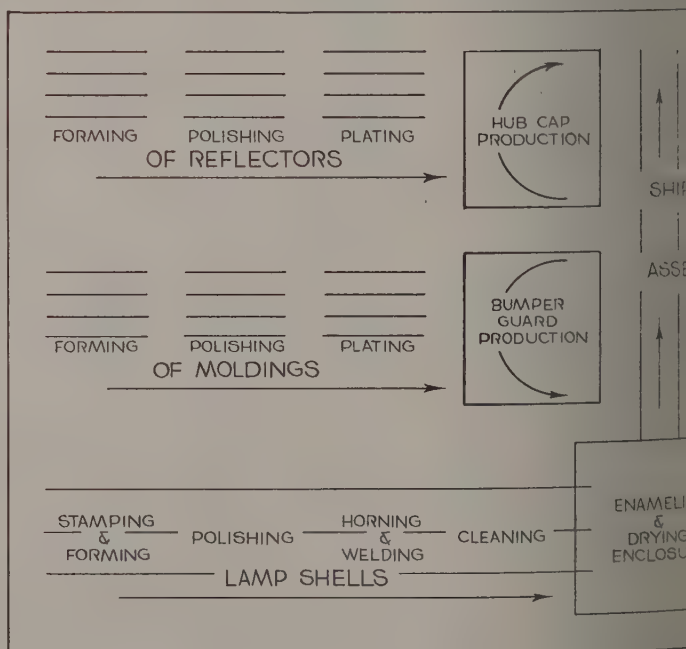 FORMING POLISHING PLATING
OF REFLECTORS
HUB CAP
PRODUCTION
FORMING POLISHING PLATING
OF MOLDINGS
BUMPER
GUARD
PRODUCTION
STAMPING
&
FORMING
POLISHING
HORNING
&
WELDING
CLEANING
LAMP SHELLS
&